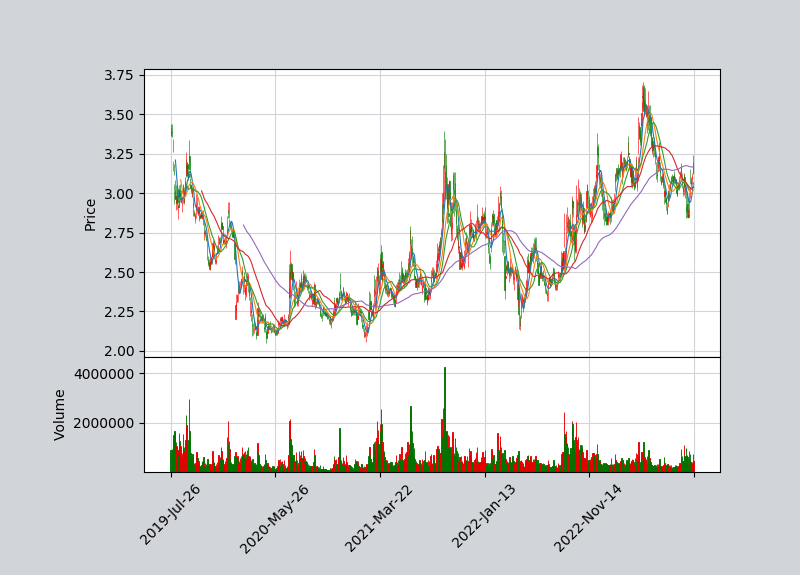 3.75
3.50
3.25
3.00
2.75
2.50
2.25
2.00
Price
4000000
2000000
Volume
2019-Jul-26
2020-May-26
2021-Mar-22
2022-Jan-13
2022-Nov-14